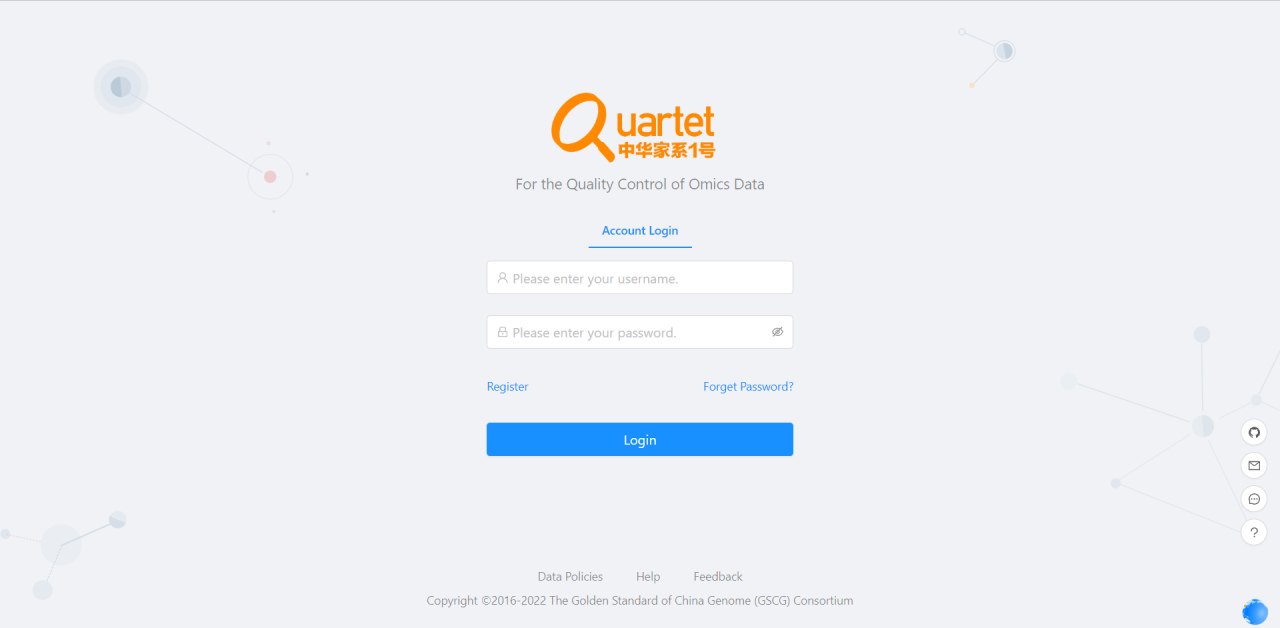 Quartet
中华家系1号
For the Quality Control of Omics Data
Account Login
Please enter your username.
Please enter your password.
Register Forget Password?
Login
Data Policies Help Feedback
Copyright ©2016-2022 The Golden Standard of China Genome (GSCG) Consortium